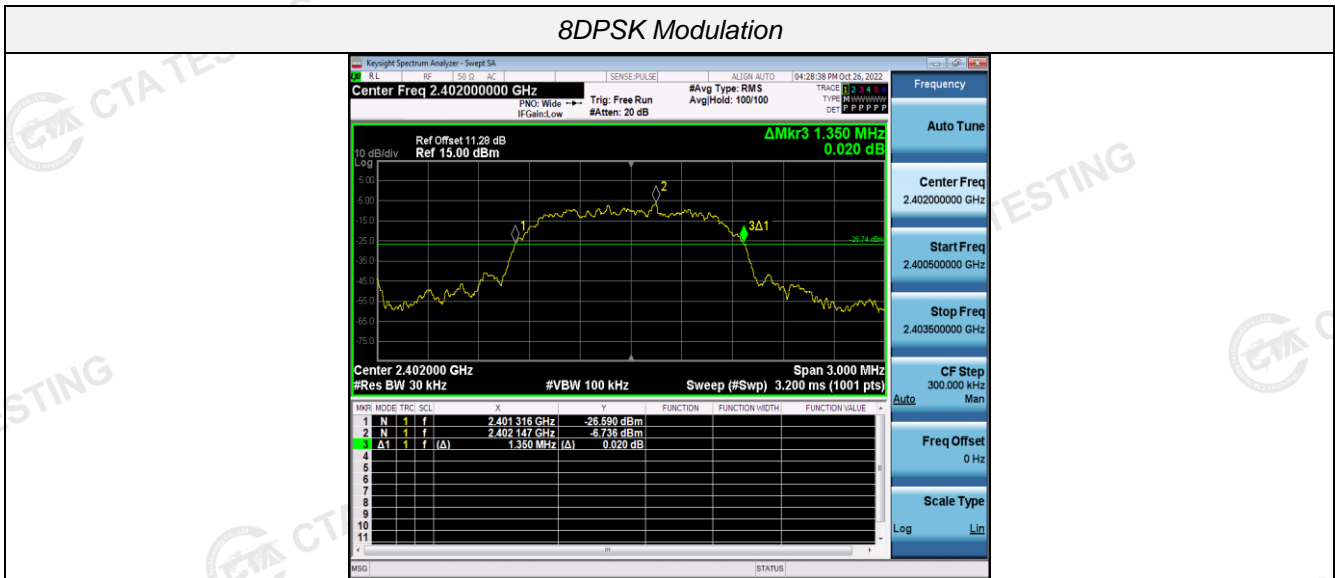 8DPSK Modulation
Keysight Spectrum Analyzer - Swept SA
RL RF 50 Ω AC SENSE:PULSE ALIGN AUTO 04:28:38 PM Oct 26, 2022
Center Freq 2.402000000 GHz
PNO: Wide
IFGain:Low
Trig: Free Run
#Atten: 20 dB
#Avg Type: RMS
Avg|Hold: 100/100
TRACE 1 2 3 4 5 6
TYPE M WWWWW
DET P P P P P P
Frequency
ΔMkr3 1.350 MHz
0.020 dB
Ref Offset 11.28 dB
10 dB/div Ref 15.00 dBm
Log
5.00
-5.00
-15.0
-25.0
-35.0
-45.0
-55.0
-65.0
-75.0
1
2
3Δ1
-26.74 dBm
Center 2.402000 GHz Span 3.000 MHz
#Res BW 30 kHz #VBW 100 kHz Sweep (#Swp) 3.200 ms (1001 pts)
MKR MODE TRC SCL X Y FUNCTION FUNCTION WIDTH FUNCTION VALUE
1 N 1 f 2.401 316 GHz -26.590 dBm
2 N 1 f 2.402 147 GHz -6.736 dBm
3 Δ1 1 f (Δ) 1.350 MHz (Δ) 0.020 dB
4
5
6
7
8
9
10
11
MSG STATUS
Auto Tune
Center Freq
2.402000000 GHz
Start Freq
2.400500000 GHz
Stop Freq
2.403500000 GHz
CF Step
300.000 kHz
Auto Man
Freq Offset
0 Hz
Scale Type
Log Lin
CTA TES
TESTING
ESTING
CTA
CTA
C
CTA
CT